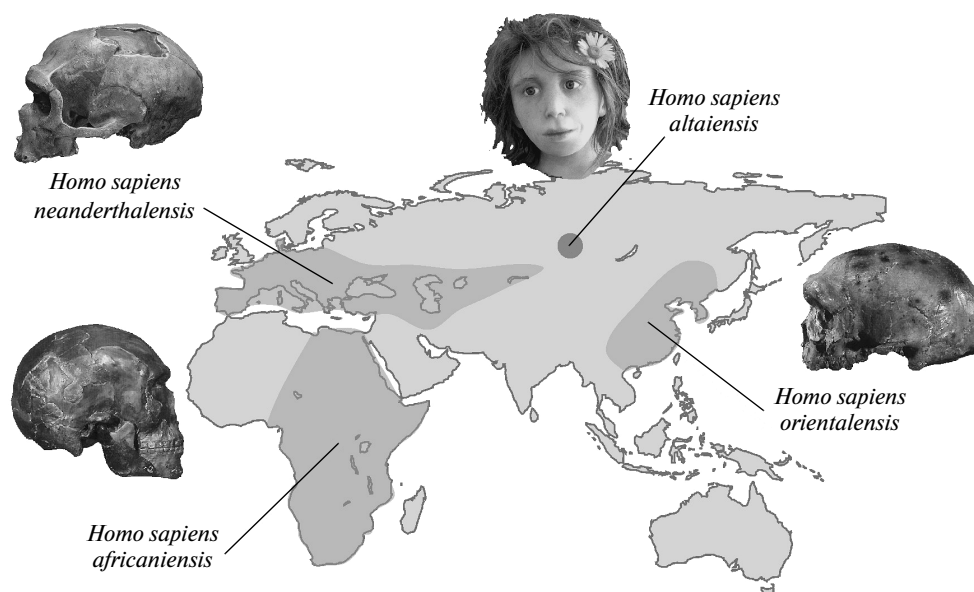 Homo sapiens
altaiensis
Homo sapiens
neanderthalensis
Homo sapiens
orientalensis
Homo sapiens
africaniensis